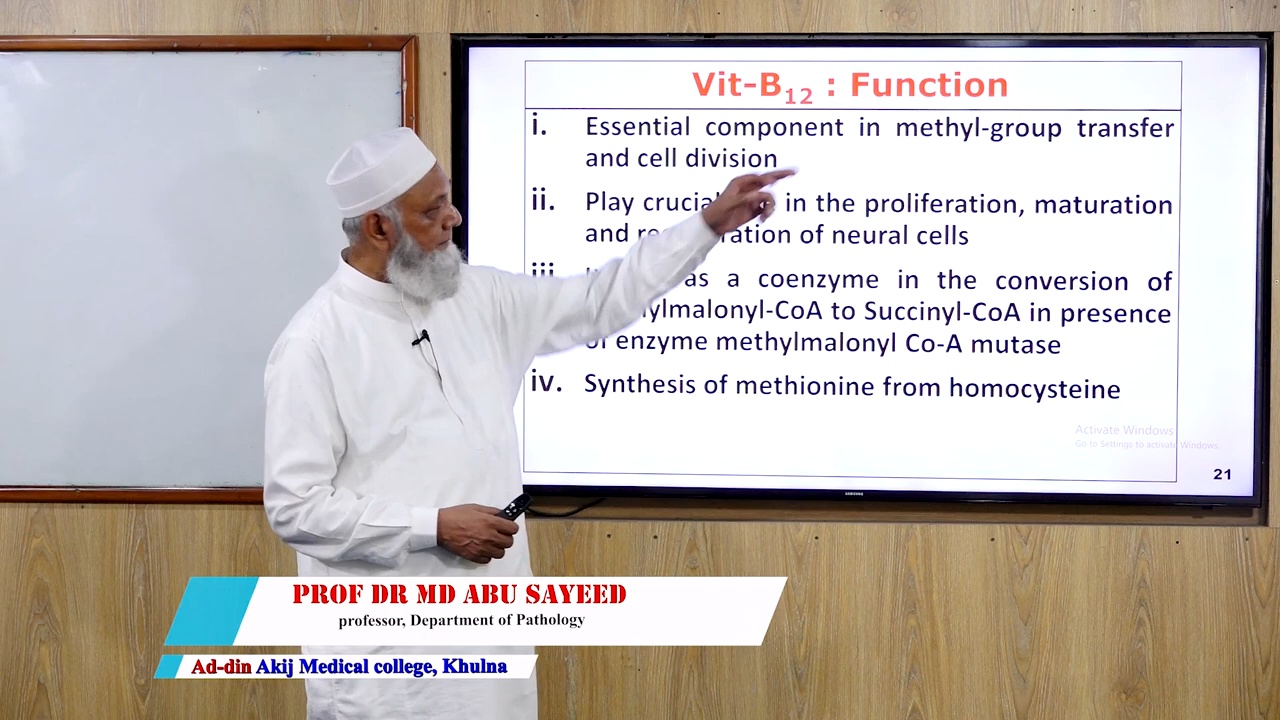 Vit-B12 : Function
i. Essential component in methyl-group transfer
and cell division
ii. Play crucial in the proliferation, maturation
and of neural cells
iii. as a coenzyme in the conversion of
to Succinyl-CoA in presence
of enzyme methylmalonyl Co-A mutase
iv. Synthesis of methionine from homocysteine
Activate Windows
Go to Settings to activate Windows.
21
SAMSUNG
PROF DR MD ABU SAYEED
professor, Department of Pathology
Ad-din Akij Medical college, Khulna